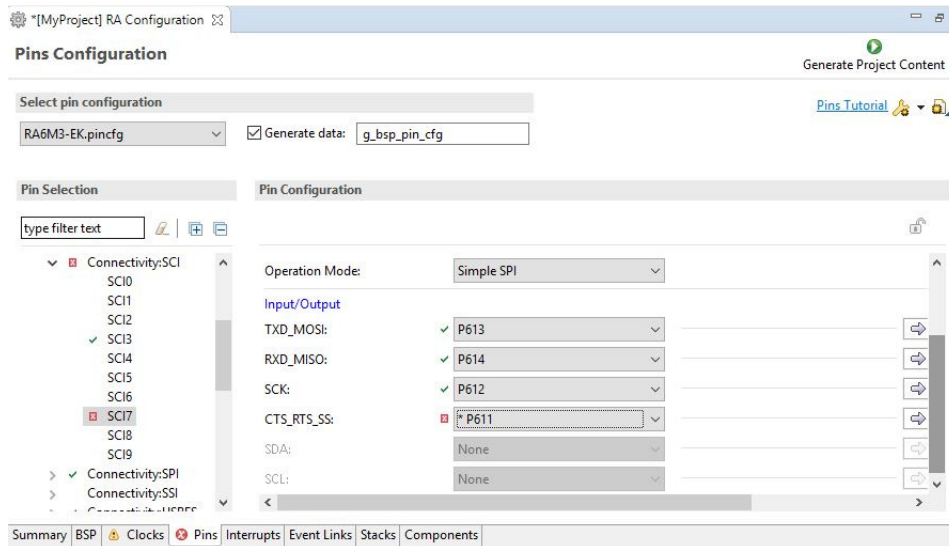 *[MyProject] RA Configuration
Pins Configuration
Generate Project Content
Select pin configuration
Pins Tutorial
RA6M3-EK.pincfg
Generate data:
g_bsp_pin_cfg
Pin Selection
Pin Configuration
type filter text
Connectivity:SCI
SCI0
SCI1
SCI2
SCI3
SCI4
SCI5
SCI6
SCI7
SCI8
SCI9
Connectivity:SPI
Connectivity:SSI
Operation Mode:
Simple SPI
Input/Output
TXD_MOSI:
P613
RXD_MISO:
P614
SCK:
P612
CTS_RTS_SS:
* P611
SDA:
None
SCL:
None
Summary BSP Clocks Pins Interrupts Event Links Stacks Components